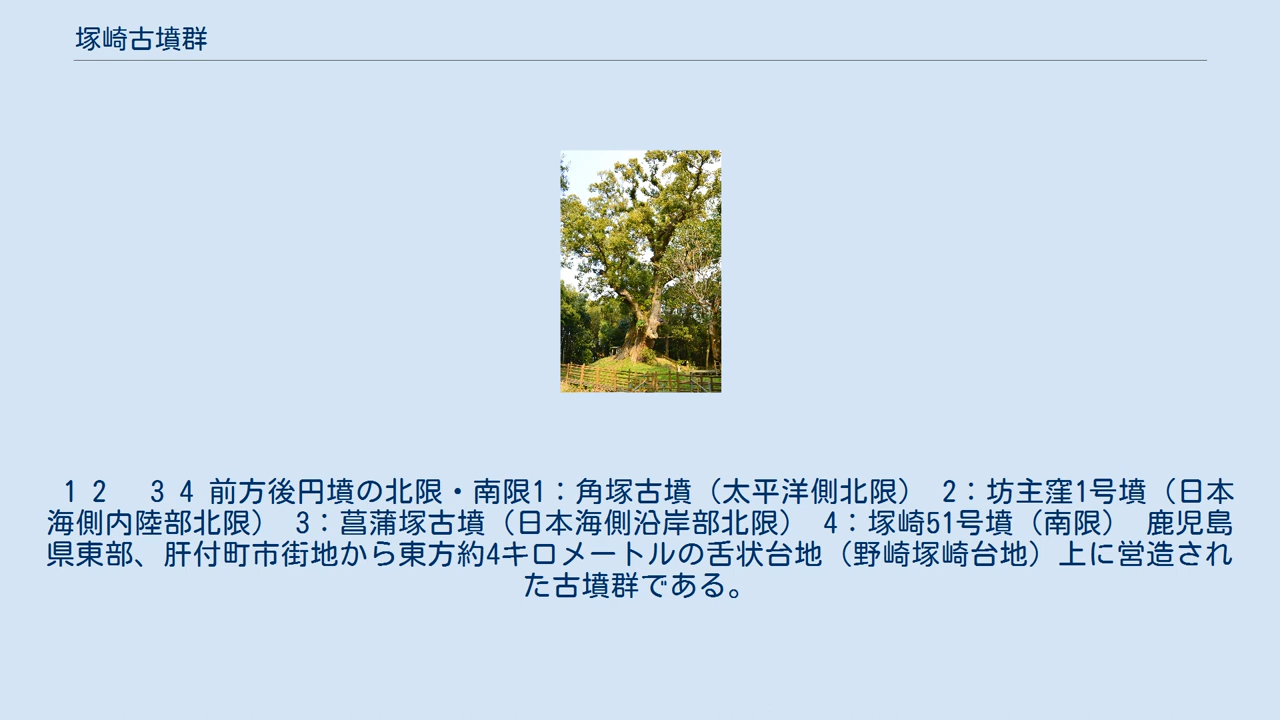 塚崎古墳群
1 2　 3 4 前方後円墳の北限・南限1：角塚古墳（太平洋側北限） 2：坊主窪1号墳（日本
海側内陸部北限） 3：菖蒲塚古墳（日本海側沿岸部北限） 4：塚崎51号墳（南限） 鹿児島
県東部、肝付町市街地から東方約4キロメートルの舌状台地（野崎塚崎台地）上に営造され
た古墳群である。